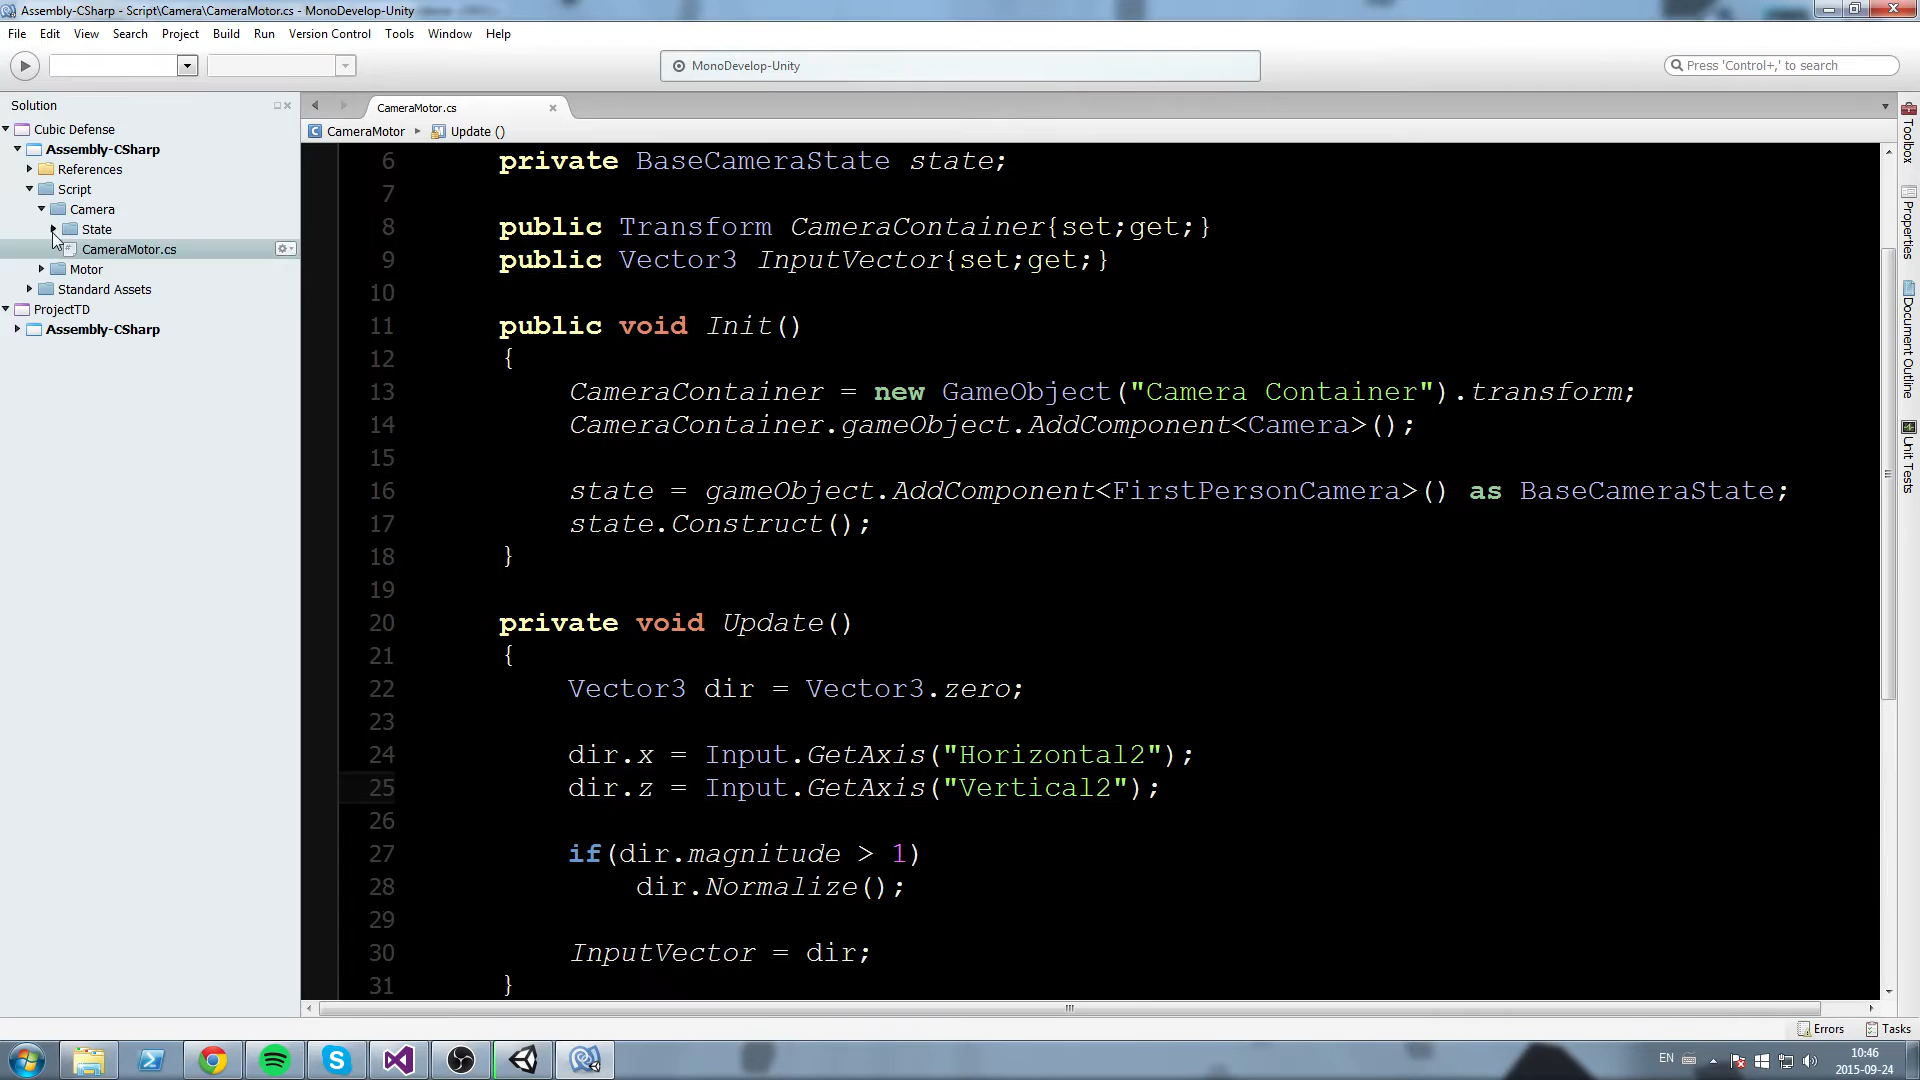 Assembly-CSharp - Script\Camera\CameraMotor.cs - MonoDevelop-Unity
File Edit View Search Project Build Run Version Control Tools Window Help
MonoDevelop-Unity
Press 'Control+,' to search
Solution
Cubic Defense
Assembly-CSharp
References
Script
Camera
State
CameraMotor.cs
Motor
Standard Assets
ProjectTD
Assembly-CSharp
CameraMotor.cs
CameraMotor Update ()
6 private BaseCameraState state;
7
8 public Transform CameraContainer{set;get;}
9 public Vector3 InputVector{set;get;}
10
11 public void Init()
12 {
13 CameraContainer = new GameObject("Camera Container").transform;
14 CameraContainer.gameObject.AddComponent<Camera>();
15
16 state = gameObject.AddComponent<FirstPersonCamera>() as BaseCameraState;
17 state.Construct();
18 }
19
20 private void Update()
21 {
22 Vector3 dir = Vector3.zero;
23
24 dir.x = Input.GetAxis("Horizontal2");
25 dir.z = Input.GetAxis("Vertical2");
26
27 if(dir.magnitude > 1)
28 dir.Normalize();
29
30 InputVector = dir;
31 }
Toolbox
Properties
Document Outline
Unit Tests
Errors Tasks
EN
10:46
2015-09-24